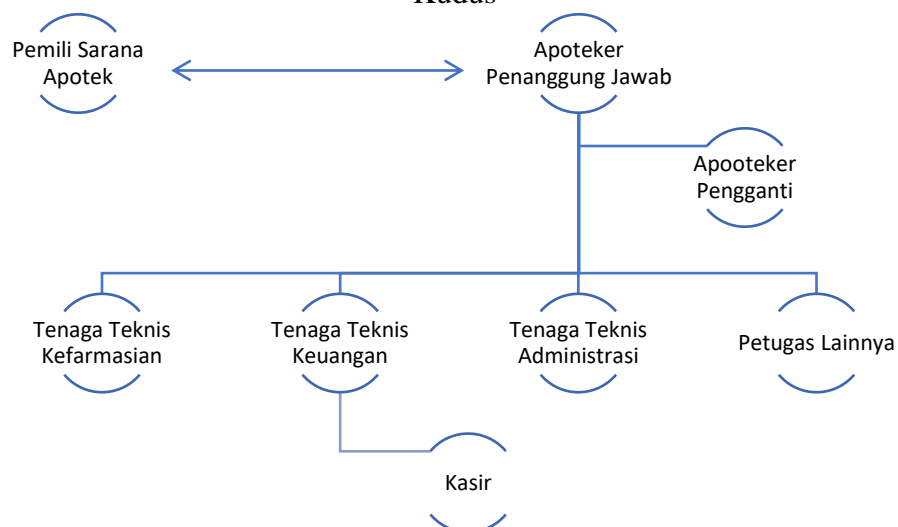 Kudus
Pemili Sarana
Apotek
Apoteker
Penanggung Jawab
Apooteker
Pengganti
Tenaga Teknis
Kefarmasian
Tenaga Teknis
Keuangan
Tenaga Teknis
Administrasi
Petugas Lainnya
Kasir